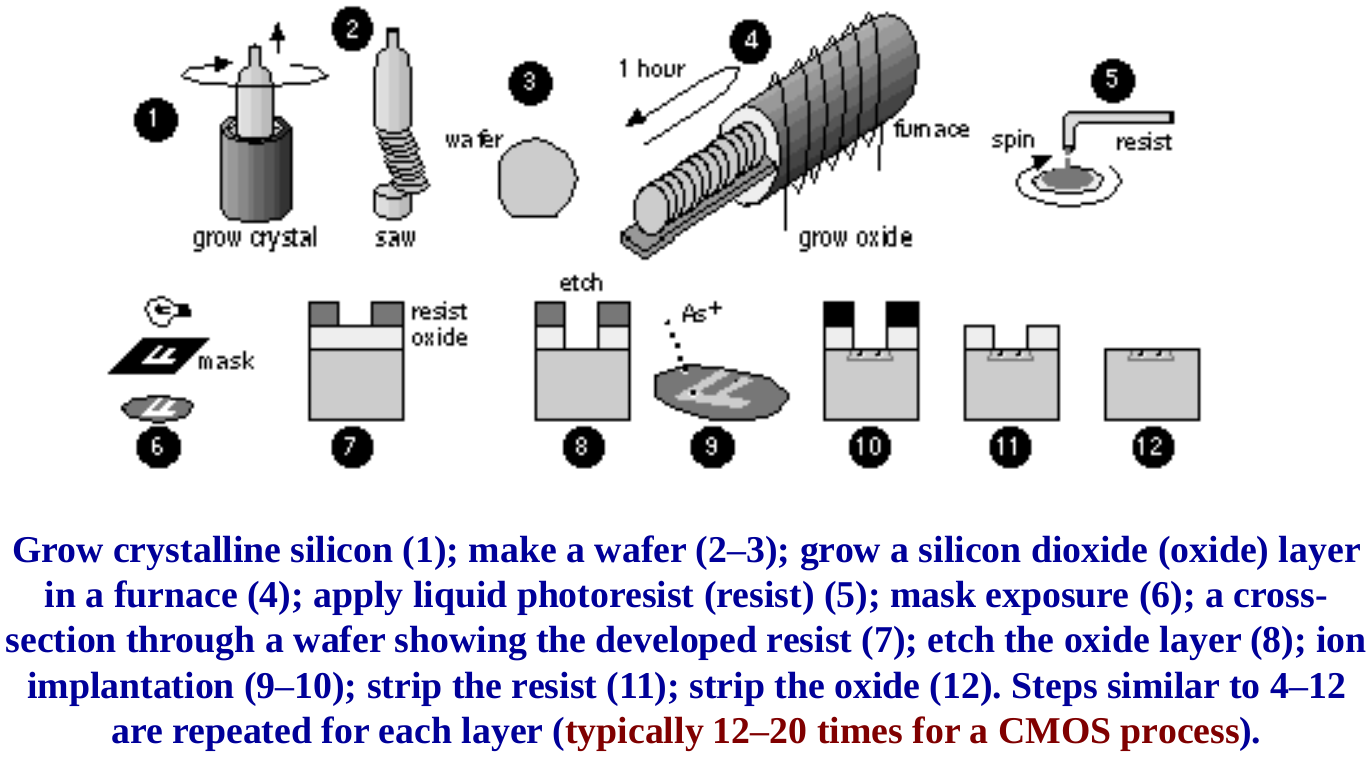 1
2
3
4
5
1 hour
wafer
furnace
spin
resist
grow crystal
saw
grow oxide
etch
resist
oxide
As+
mask
6
7
8
9
10
11
12
Grow crystalline silicon (1); make a wafer (2–3); grow a silicon dioxide (oxide) layer
in a furnace (4); apply liquid photoresist (resist) (5); mask exposure (6); a cross-
section through a wafer showing the developed resist (7); etch the oxide layer (8); ion
implantation (9–10); strip the resist (11); strip the oxide (12). Steps similar to 4–12
are repeated for each layer (typically 12–20 times for a CMOS process).